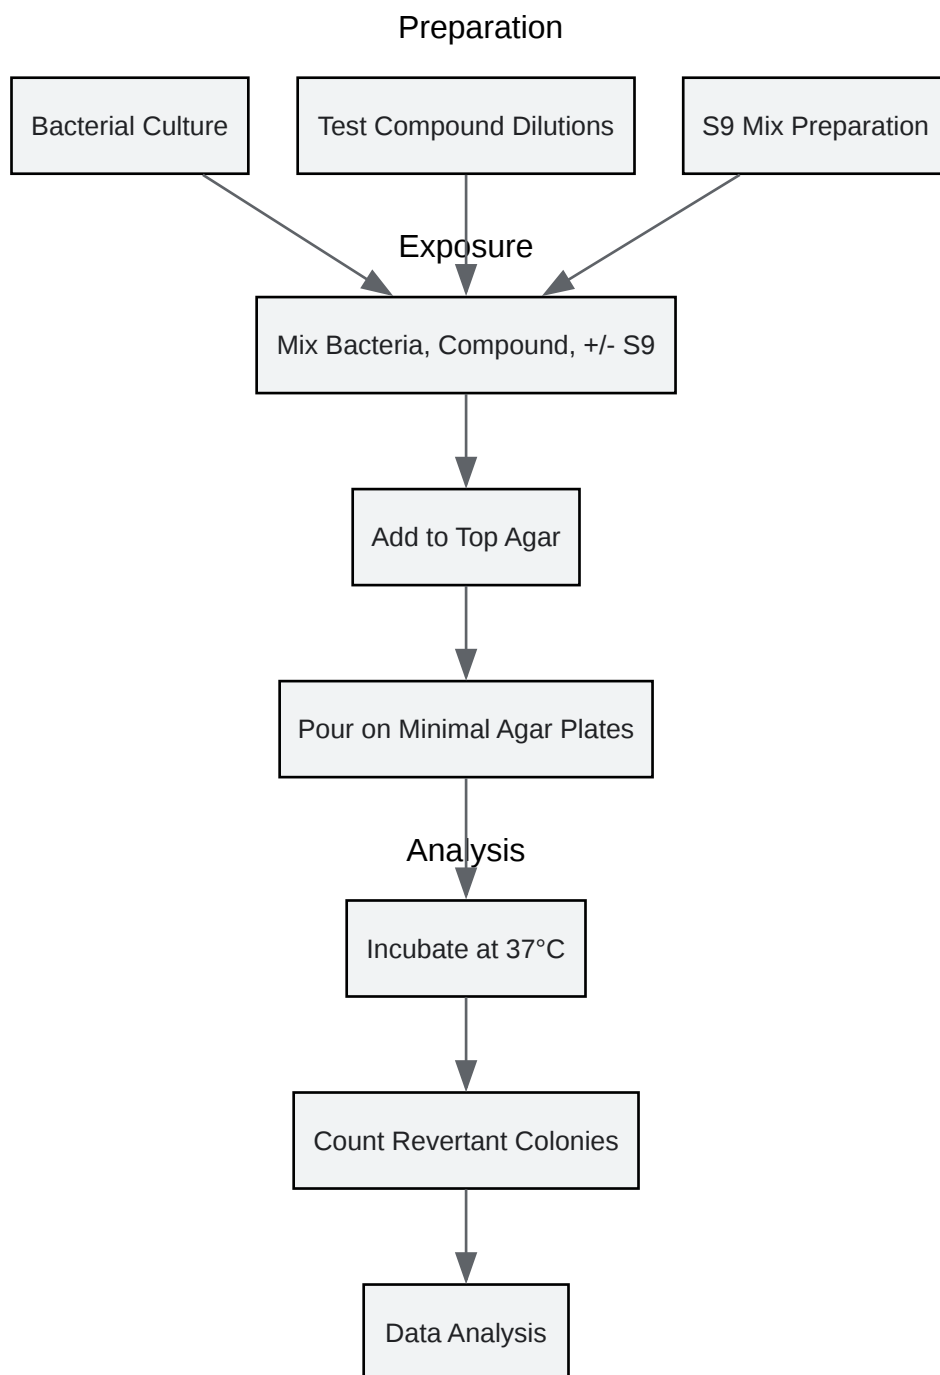 Preparation
Bacterial Culture
Test Compound Dilutions
S9 Mix Preparation
Exposure
Mix Bacteria, Compound, +/- S9
Add to Top Agar
Pour on Minimal Agar Plates
Analysis
Incubate at 37°C
Count Revertant Colonies
Data Analysis